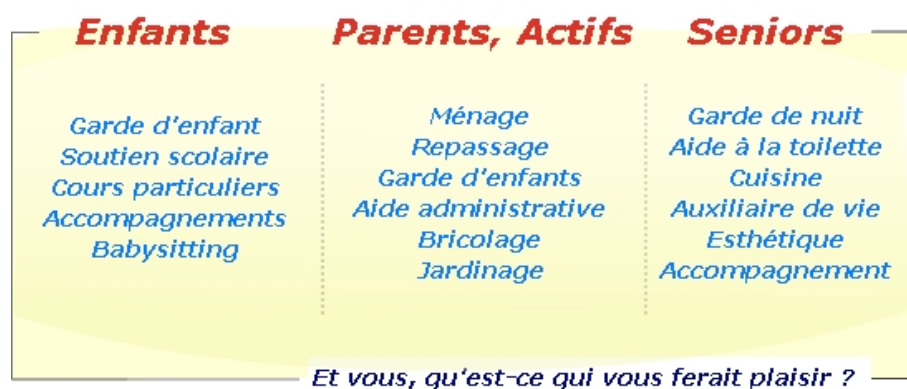 Enfants
Garde d'enfant
Soutien scolaire
Cours particuliers
Accompagnements
Babysitting
Parents, Actifs
Ménage
Repassage
Garde d'enfants
Aide administrative
Bricolage
Jardinage
Seniors
Garde de nuit
Aide à la toilette
Cuisine
Auxiliaire de vie
Esthétique
Accompagnement
Et vous, qu'est-ce qui vous ferait plaisir ?